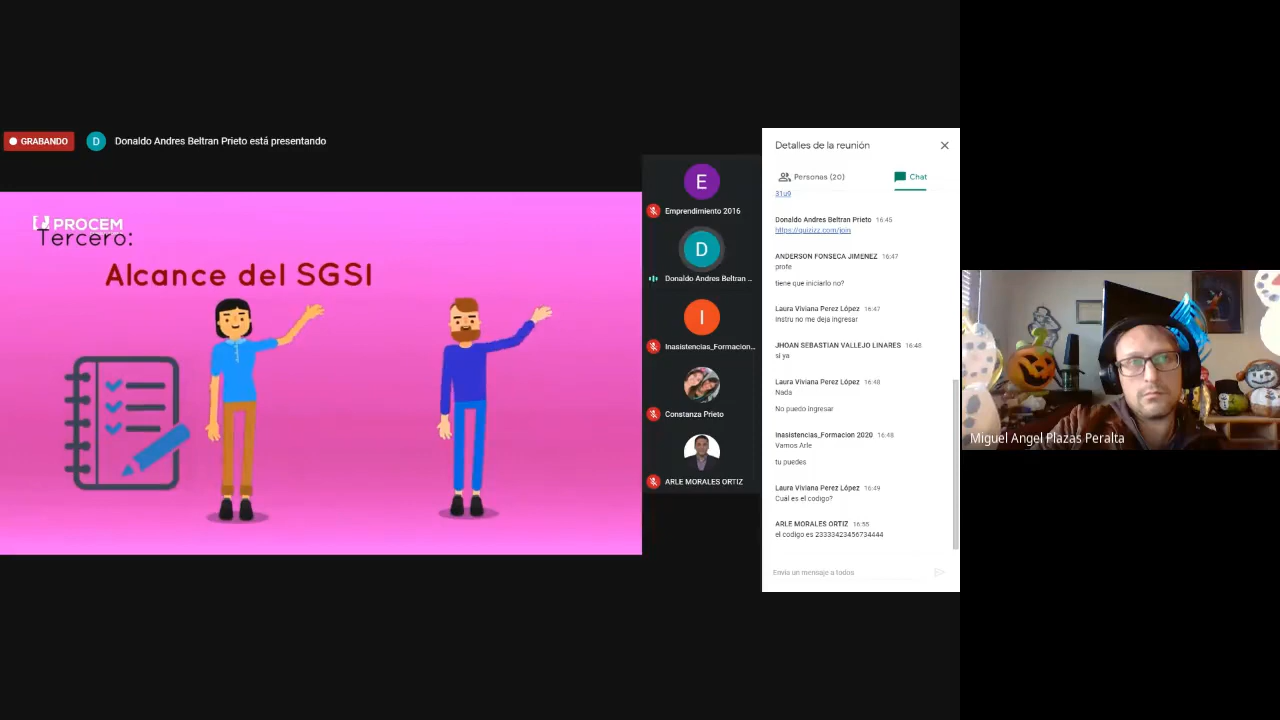 GRABANDO
D
Donaldo Andres Beltran Prieto está presentando
PROCEM
Tercero:
Alcance del SGSI
E
Emprendimiento 2016
D
Donaldo Andres Beltran ...
I
Inasistencias_Formacion...
Constanza Prieto
ARLE MORALES ORTIZ
Detalles de la reunión
Personas (20)
Chat
31u9
Donaldo Andres Beltran Prieto 16:45
https://quizizz.com/join
ANDERSON FONSECA JIMENEZ 16:47
profe
tiene que iniciarlo no?
Laura Viviana Perez López 16:47
Instru no me deja ingresar
JHOAN SEBASTIAN VALLEJO LINARES 16:48
si ya
Laura Viviana Perez López 16:48
Nada
No puedo ingresar
Inasistencias_Formacion 2020 16:48
Vamos Arle
tu puedes
Laura Viviana Perez López 16:49
Cuál es el codigo?
ARLE MORALES ORTIZ 16:55
el codigo es 23333423456734444
Envía un mensaje a todos
Miguel Angel Plazas Peralta